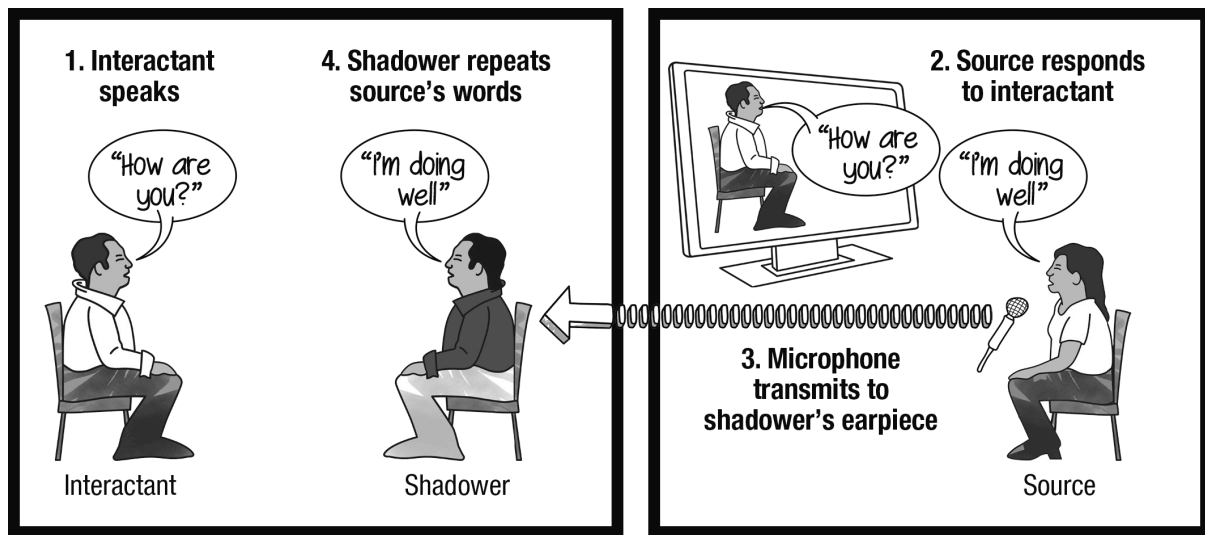 1. Interactant
speaks
"How are
you?"
Interactant
4. Shadower repeats
source's words
"I'm doing
well"
Shadower
2. Source responds
to interactant
"How are
you?"
"I'm doing
well"
3. Microphone
transmits to
shadower's earpiece
Source